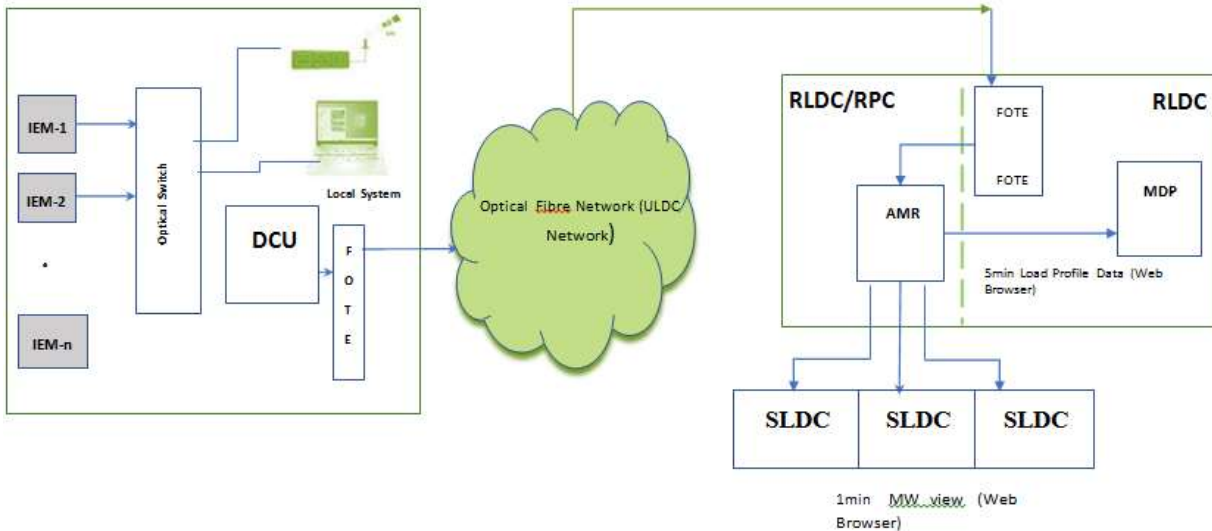 IEM-1
IEM-2
.
IEM-n
Optical Switch
Local System
DCU
F
O
T
E
Optical Fibre Network (ULDC
Network)
RLDC/RPC
RLDC
FOTE
FOTE
AMR
MDP
5min Load Profile Data (Web
Browser)
SLDC
SLDC
SLDC
1min MW view (Web
Browser)